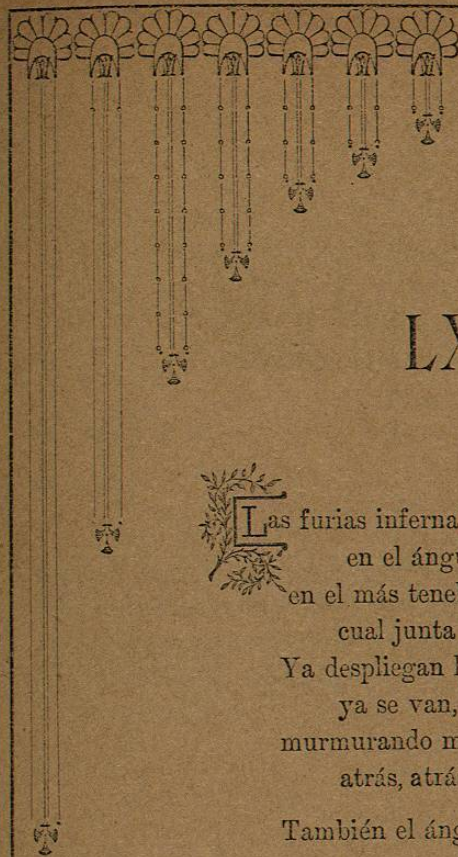 LX
Las furias inferna
en el ángu
en el más tene
cual junta
Ya despliegan l
ya se van,
murmurando m
atrás, atrá
También el áng